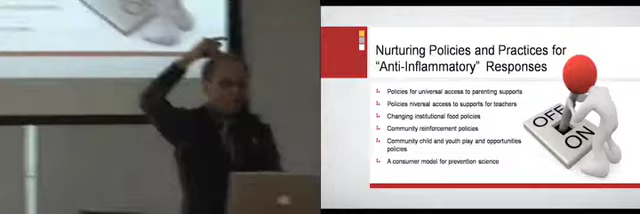 Nurturing Policies and Practices for
"Anti-Inflammatory" Responses
Policies for universal access to parenting supports
Policies niversal access to supports for teachers
Changing institutional food policies
Community reinforcement policies
Community child and youth play and opportunities
policies
A consumer model for prevention science
OFF
ON